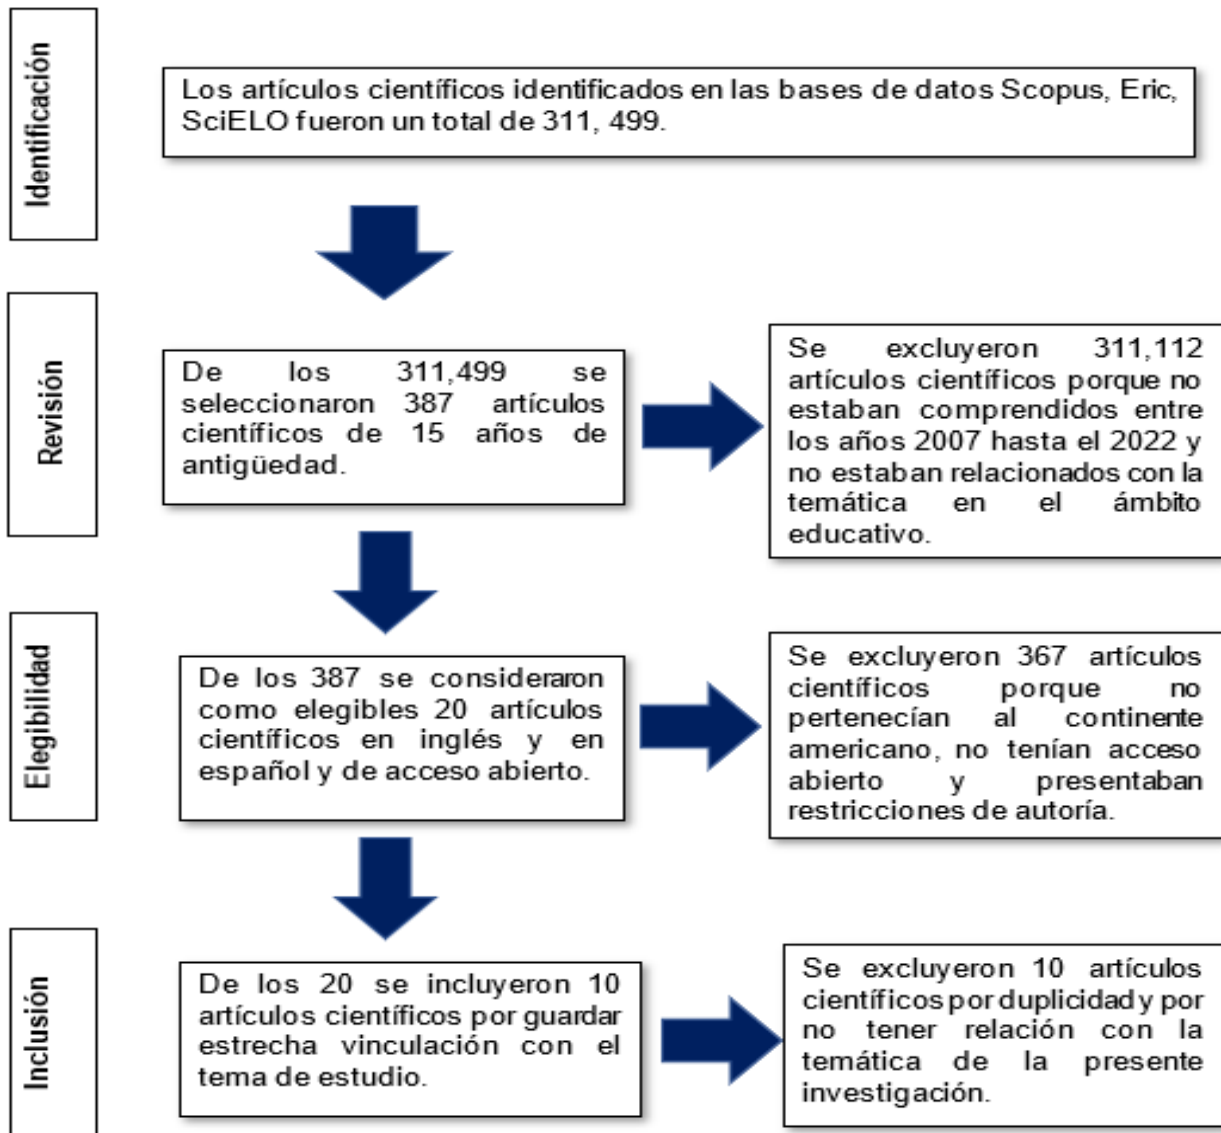 Identificación
Los artículos científicos identificados en las bases de datos Scopus, Eric,
SciELO fueron un total de 311, 499.
Revisión
De los 311,499 se
seleccionaron 387 artículos
científicos de 15 años de
antigüedad.
Se excluyeron 311,112
artículos científicos porque no
estaban comprendidos entre
los años 2007 hasta el 2022 y
no estaban relacionados con la
temática en el ámbito
educativo.
Elegibilidad
De los 387 se consideraron
como elegibles 20 artículos
científicos en inglés y en
español y de acceso abierto.
Se excluyeron 367 artículos
científicos porque no
pertenecían al continente
americano, no tenían acceso
abierto y presentaban
restricciones de autoría.
Inclusión
De los 20 se incluyeron 10
artículos científicos por guardar
estrecha vinculación con el
tema de estudio.
Se excluyeron 10 artículos
científicos por duplicidad y por
no tener relación con la
temática de la presente
investigación.